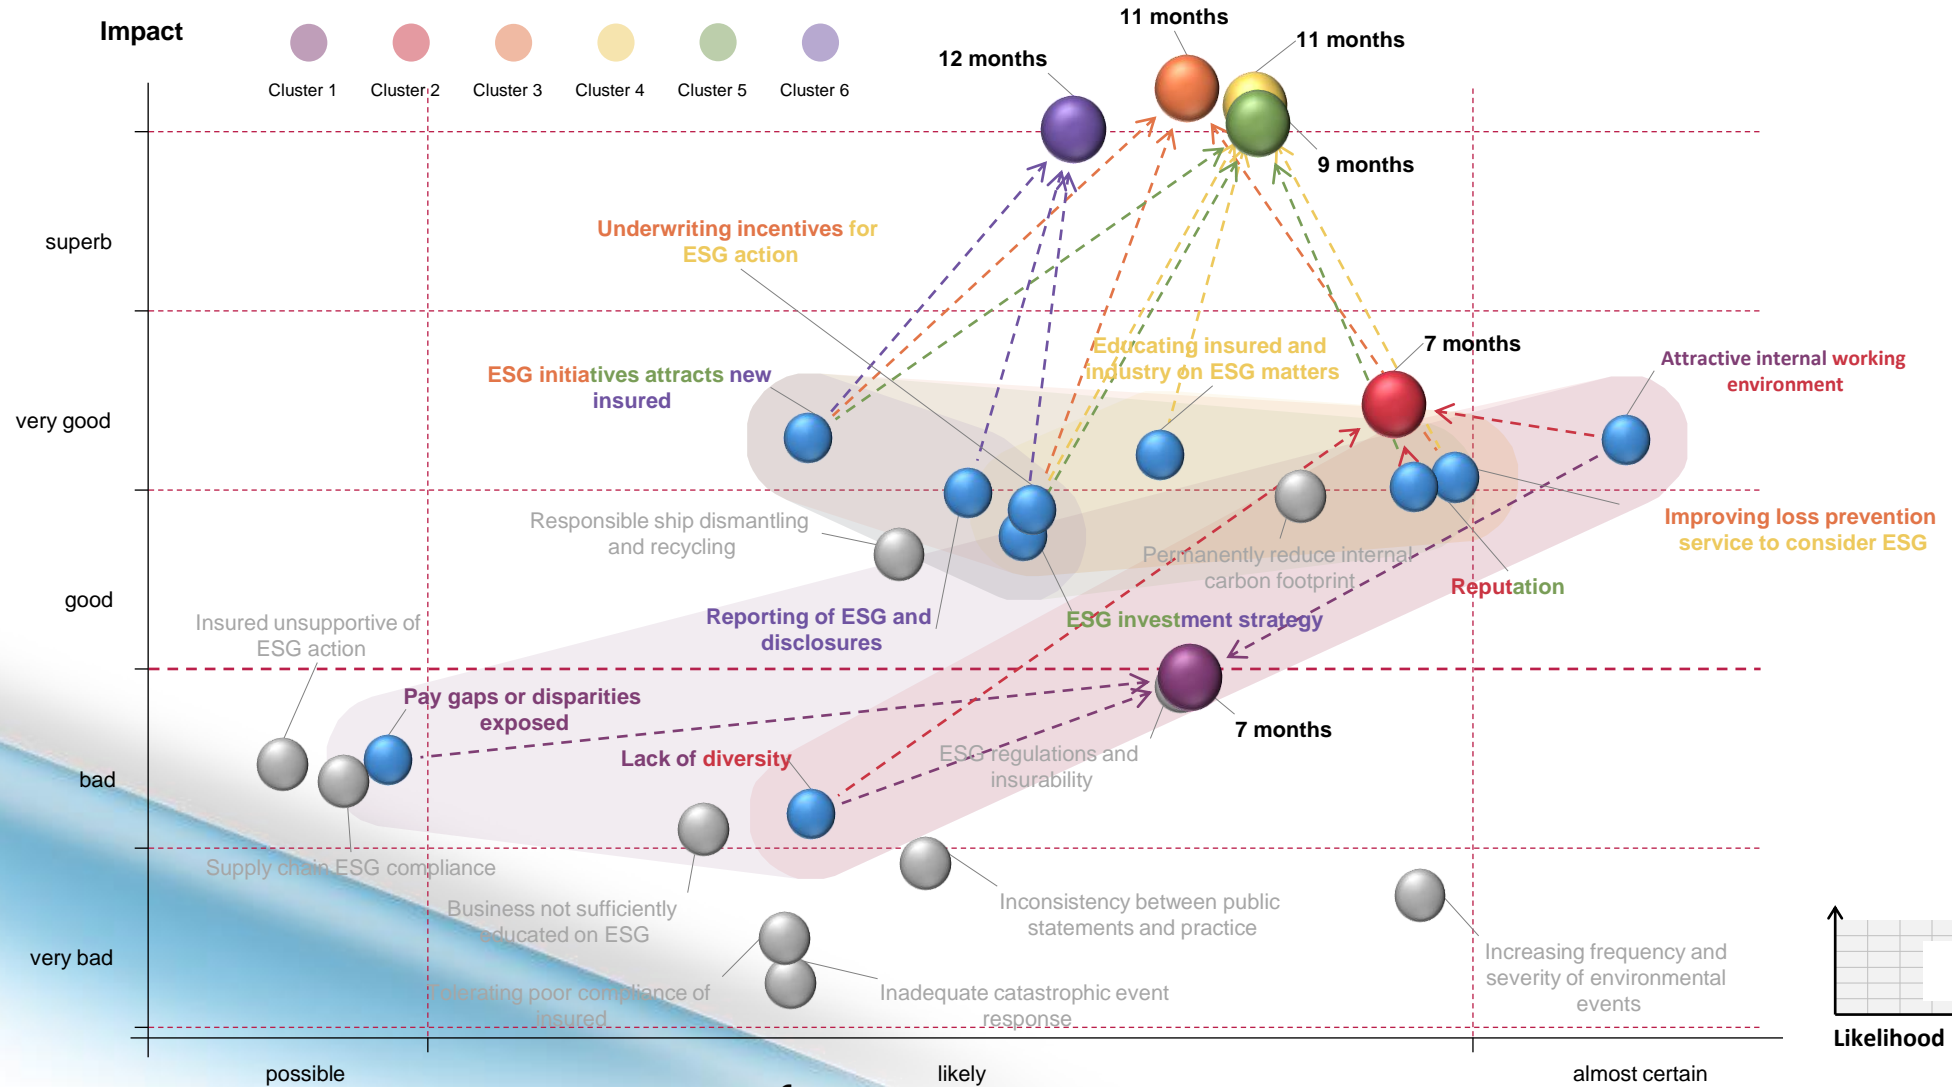 Impact
Cluster 1
Cluster 2
Cluster 3
Cluster 4
Cluster 5
Cluster 6
11 months
11 months
12 months
9 months
superb
Underwriting incentives for
ESG action
7 months
Educating insured and
industry on ESG matters
Attractive internal working
environment
ESG initiatives attracts new
insured
very good
Responsible ship dismantling
and recycling
Permanently reduce internal
carbon footprint
Improving loss prevention
service to consider ESG
Reputation
good
Reporting of ESG and
disclosures
ESG investment strategy
Insured unsupportive of
ESG action
Pay gaps or disparities
exposed
7 months
Lack of diversity
ESG regulations and
insurability
bad
Supply chain ESG compliance
Business not sufficiently
educated on ESG
Inconsistency between public
statements and practice
very bad
Increasing frequency and
severity of environmental
events
Tolerating poor compliance of
insured
Inadequate catastrophic event
response
Likelihood
possible
likely
almost certain